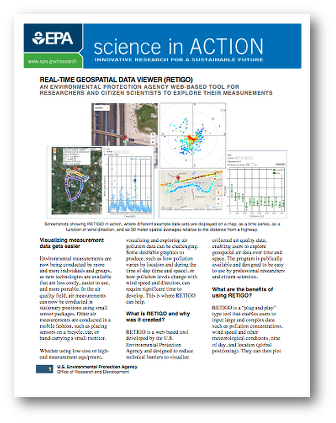 EPA
www.epa.gov/research
science in ACTION
INNOVATIVE RESEARCH FOR A SUSTAINABLE FUTURE
REAL-TIME GEOSPATIAL DATA VIEWER (RETIGO)
AN ENVIRONMENTAL PROTECTION AGENCY WEB-BASED TOOL FOR
RESEARCHERS AND CITIZEN SCIENTISTS TO EXPLORE THEIR MEASUREMENTS
Screenshots showing RETIGO in action, where different example data sets are displayed on a map, as a time series, as a
function of wind direction, and as 20 meter spatial averages relative to the distance from a highway.
Visualizing measurement
data gets easier
Environmental measurements are
now being conducted by more
and more individuals and groups,
as new technologies are available
that are less costly, easier to use,
and more portable. In the air
quality field, air measurements
can now be conducted in
stationary positions using small
sensor packages. Other air
measurements are conducted in a
mobile fashion, such as placing
sensors on a bicycle, car, or
hand-carrying a small monitor.
Whether using low-cost or high-
end measurement equipment,
visualizing and exploring air
pollution data can be challenging.
Some desirable graphics to
produce, such as how pollution
varies by location and during the
time of day (time and space), or
how pollution levels change with
wind speed and direction, can
require significant time to
develop. This is where RETIGO
can help.
What is RETIGO and why
was it created?
RETIGO is a web-based tool
developed by the U.S.
Environmental Protection
Agency and designed to reduce
technical barriers to visualize
collected air quality data,
enabling users to explore
geospatial air data over time and
space. The program is publicly
available and designed to be easy
to use by professional researchers
and citizen scientists.
What are the benefits of
using RETIGO?
RETIGO is a "plug and play"
type tool that enables users to
input large and complex data
such as pollution concentrations,
wind speed and other
meteorological conditions, time
of day, and location (global
positioning). They can then plot
1
U.S. Environmental Protection Agency
Office of Research and Development